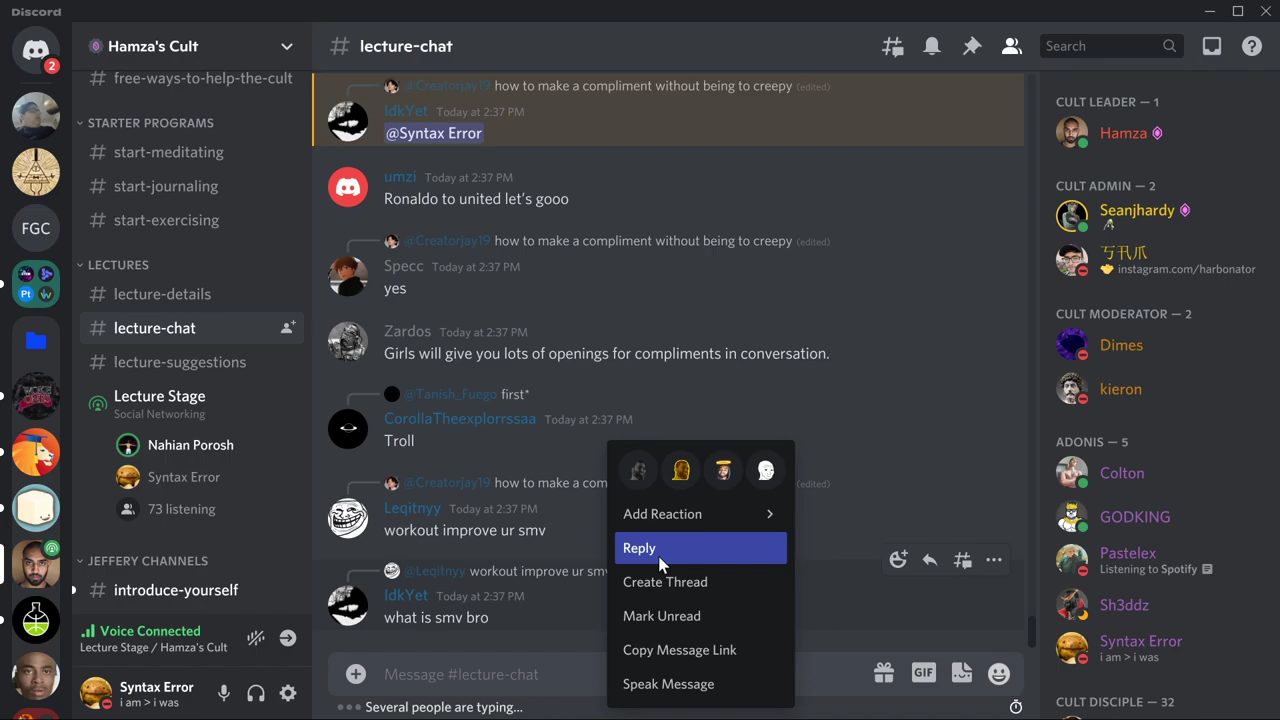 Discord
2
FGC
Hamza's Cult
free-ways-to-help-the-cult
STARTER PROGRAMS
start-meditating
start-journaling
start-exercising
LECTURES
lecture-details
lecture-chat
lecture-suggestions
Lecture Stage
Social Networking
Nahian Porosh
Syntax Error
73 listening
JEFFERY CHANNELS
introduce-yourself
Voice Connected
Lecture Stage / Hamza's Cult
Syntax Error
i am > i was
# lecture-chat
Search
@Creatorjay19 how to make a compliment without being to creepy (edited)
IdkYet Today at 2:37 PM
@Syntax Error
umzi Today at 2:37 PM
Ronaldo to united let's gooo
@Creatorjay19 how to make a compliment without being to creepy (edited)
Specc Today at 2:37 PM
yes
Zardos Today at 2:37 PM
Girls will give you lots of openings for compliments in conversation.
@Tanish_Fuego first*
CorollaTheexplorrssaa Today at 2:37 PM
Troll
@Creatorjay19 how to make a com (edited)
Leqitnyy Today at 2:37 PM
workout improve ur smv
@Leqitnyy workout improve ur smv
IdkYet Today at 2:37 PM
what is smv bro
Add Reaction
Reply
Create Thread
Mark Unread
Copy Message Link
Speak Message
Message #lecture-chat
GIF
Several people are typing...
CULT LEADER — 1
Hamza
CULT ADMIN — 2
Seanjhardy
instagram.com/harbonator
CULT MODERATOR — 2
Dimes
kieron
ADONIS — 5
Colton
GODKING
Pastelex
Listening to Spotify
Sh3ddz
Syntax Error
i am > i was
CULT DISCIPLE — 32